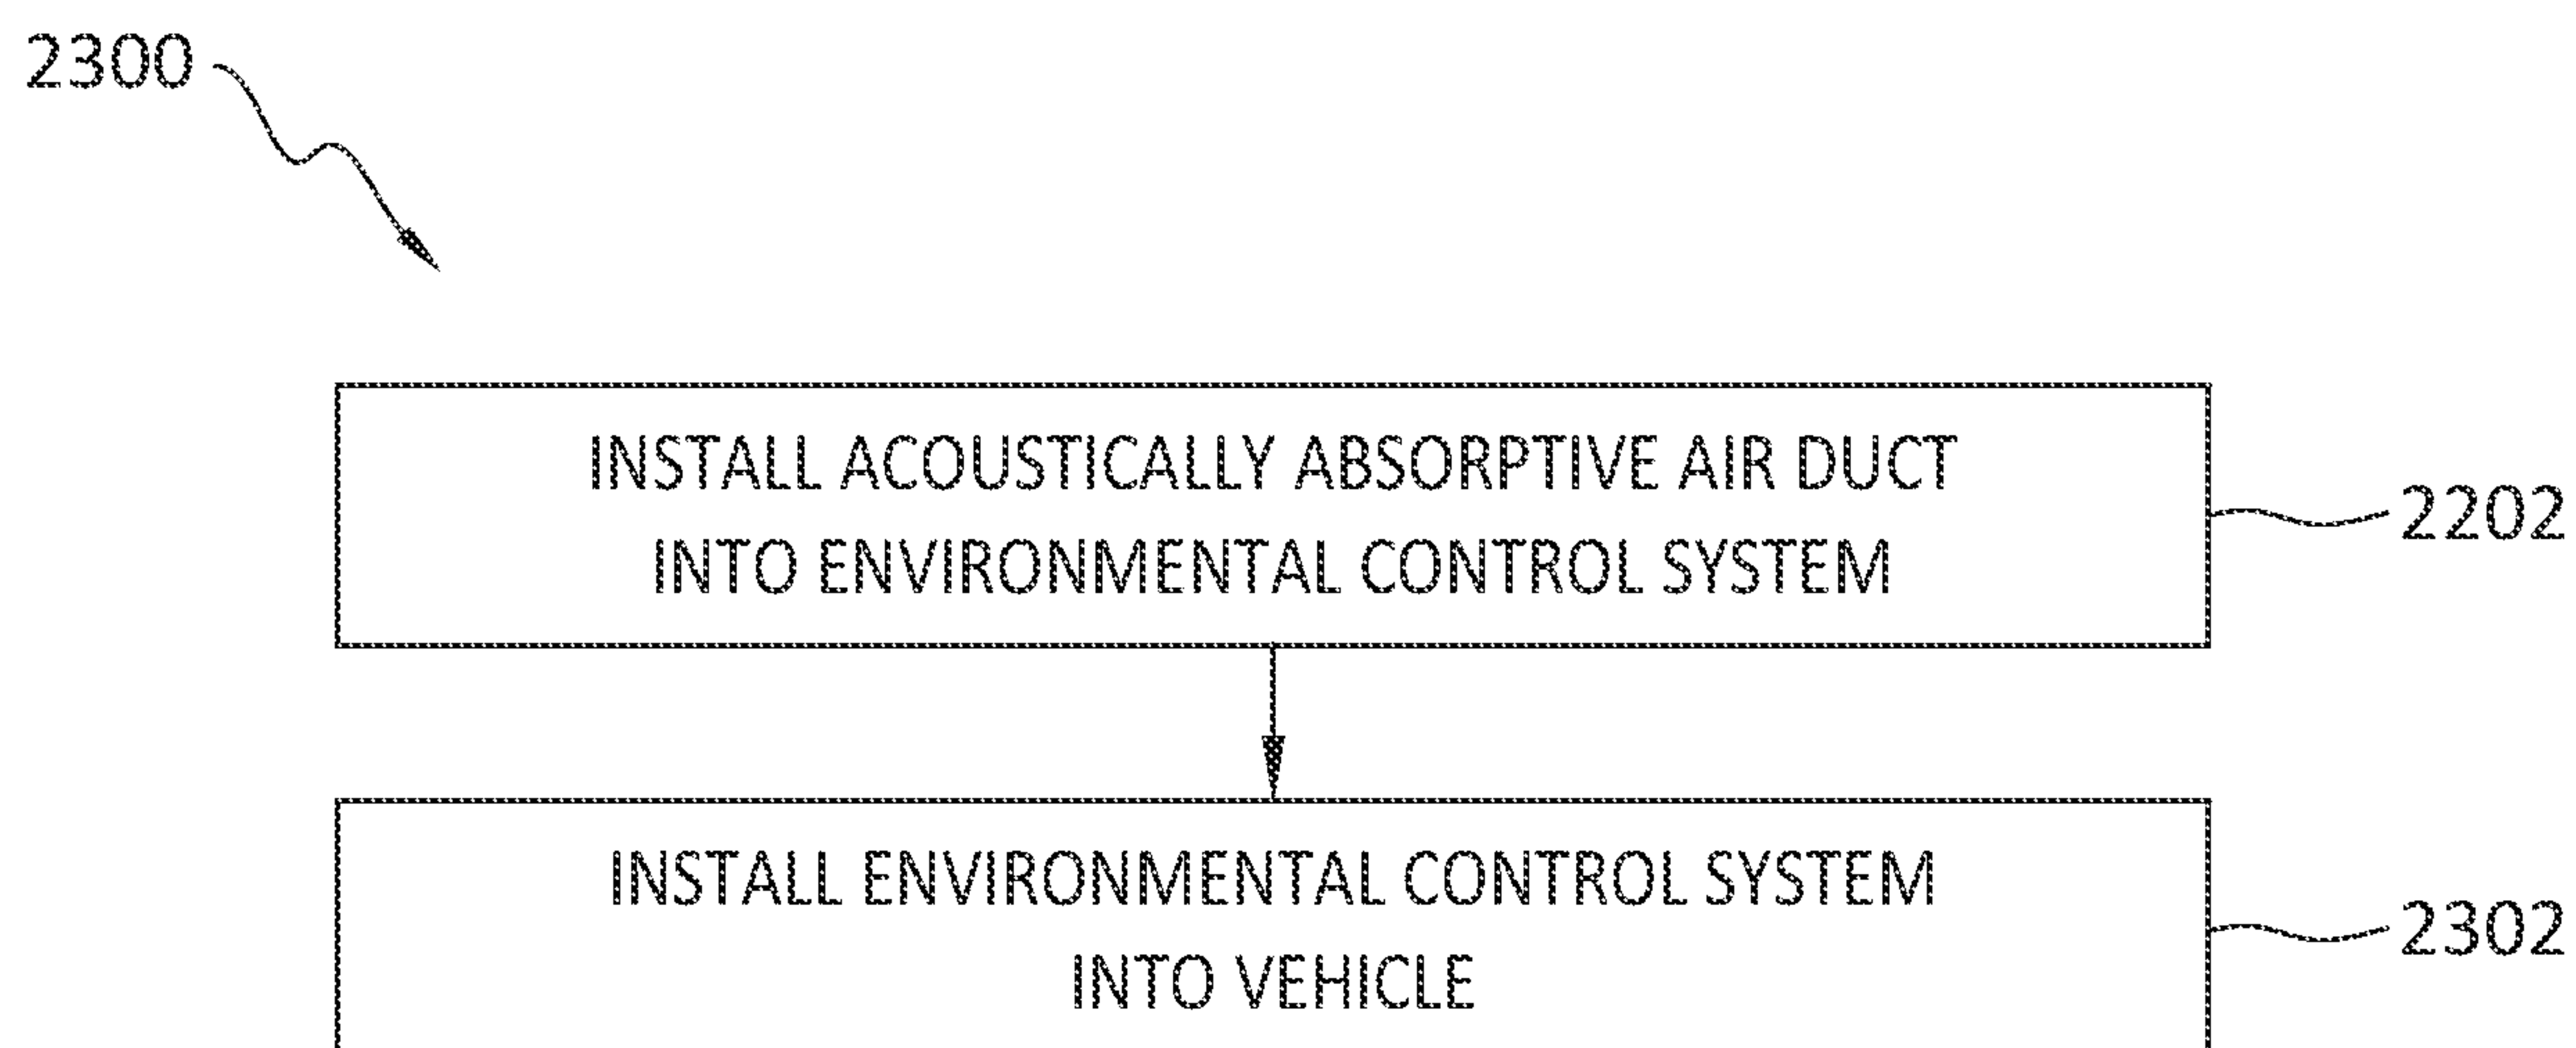 2300
INSTALL ACOUSTICALLY ABSORPTIVE AIR DUCT
INTO ENVIRONMENTAL CONTROL SYSTEM
2202
INSTALL ENVIRONMENTAL CONTROL SYSTEM
INTO VEHICLE
2302